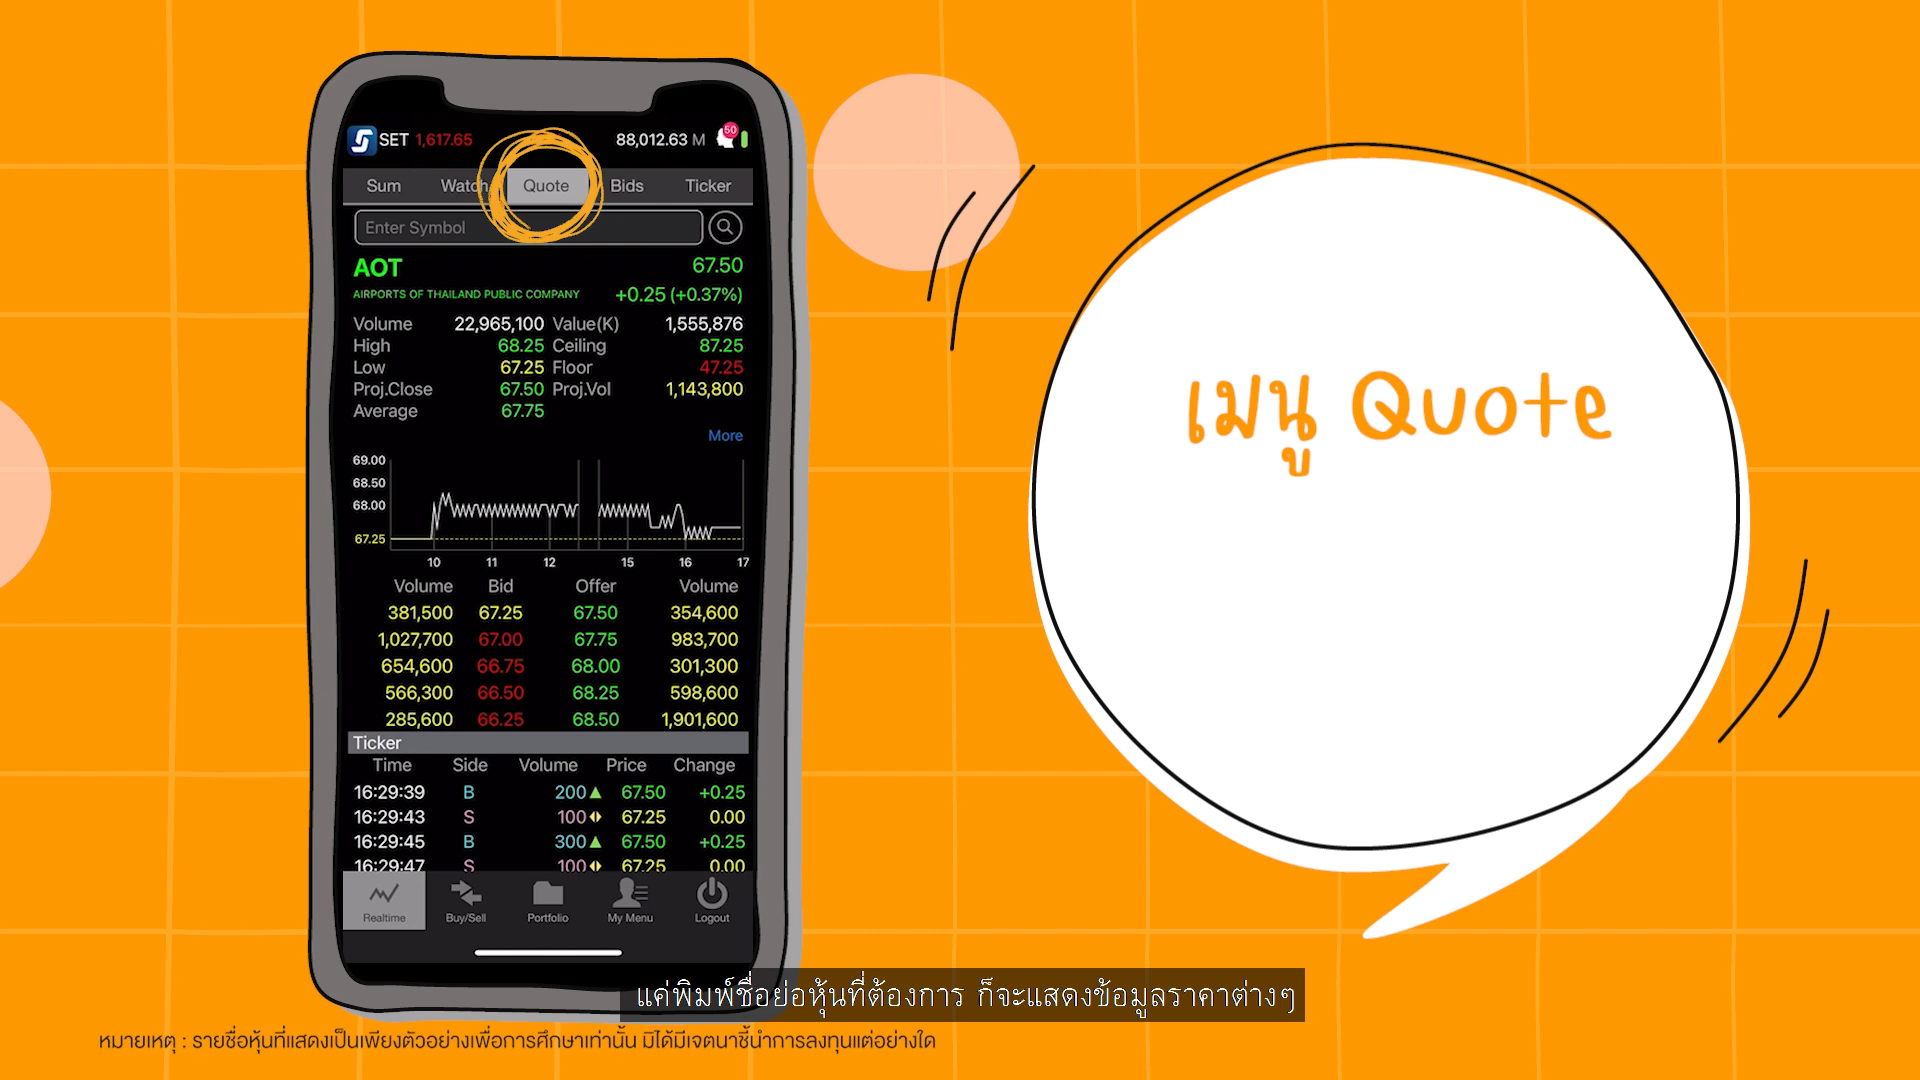 SET 1,617.65 88,012.63 M 50
Sum Watch Quote Bids Ticker
Enter Symbol
AOT 67.50
AIRPORTS OF THAILAND PUBLIC COMPANY +0.25 (+0.37%)
Volume 22,965,100 Value(K) 1,555,876
High 68.25 Ceiling 87.25
Low 67.25 Floor 47.25
Proj.Close 67.50 Proj.Vol 1,143,800
Average 67.75
More
69.00
68.50
68.00
67.25
10 11 12 15 16 17
Volume Bid Offer Volume
381,500 67.25 67.50 354,600
1,027,700 67.00 67.75 983,700
654,600 66.75 68.00 301,300
566,300 66.50 68.25 598,600
285,600 66.25 68.50 1,901,600
Ticker
Time Side Volume Price Change
16:29:39 B 200 67.50 +0.25
16:29:43 S 100 67.25 0.00
16:29:45 B 300 67.50 +0.25
16:29:47 S 100 67.25 0.00
Realtime Buy/Sell Portfolio My Menu Logout
เมนู Quote
แค่พิมพ์ชื่อย่อหุ้นที่ต้องการ ก็จะแสดงข้อมูลราคาต่างๆ
หมายเหตุ : รายชื่อหุ้นที่แสดงเป็นเพียงตัวอย่างเพื่อการศึกษาเท่านั้น มิได้มีเจตนาชี้นำการลงทุนแต่อย่างใด